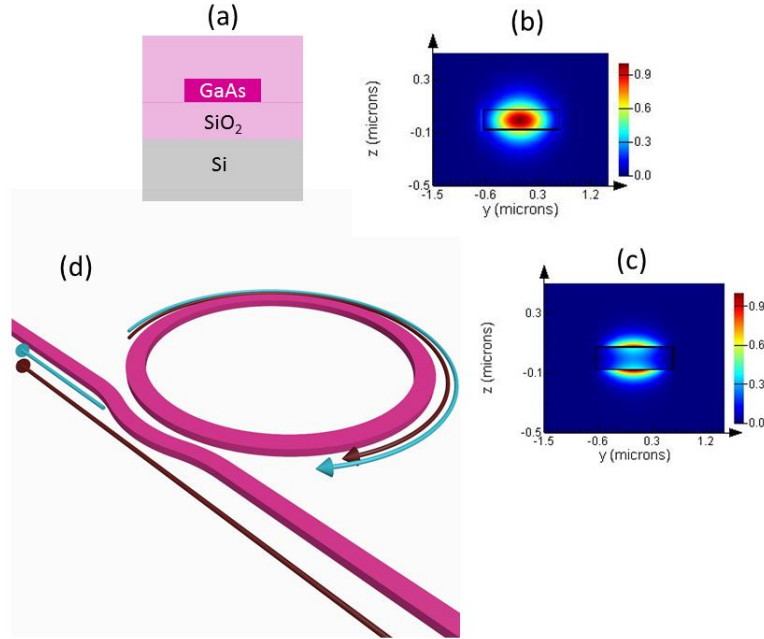 (a)
GaAs
SiO2
Si
(b)
z (microns)
0.3
-0.1
-0.5
-1.5 -0.6 0.3 1.2
y (microns)
0.9
0.6
0.3
0.0
(c)
z (microns)
0.3
-0.1
-0.5
-1.5 -0.6 0.3 1.2
y (microns)
0.9
0.6
0.3
0.0
(d)